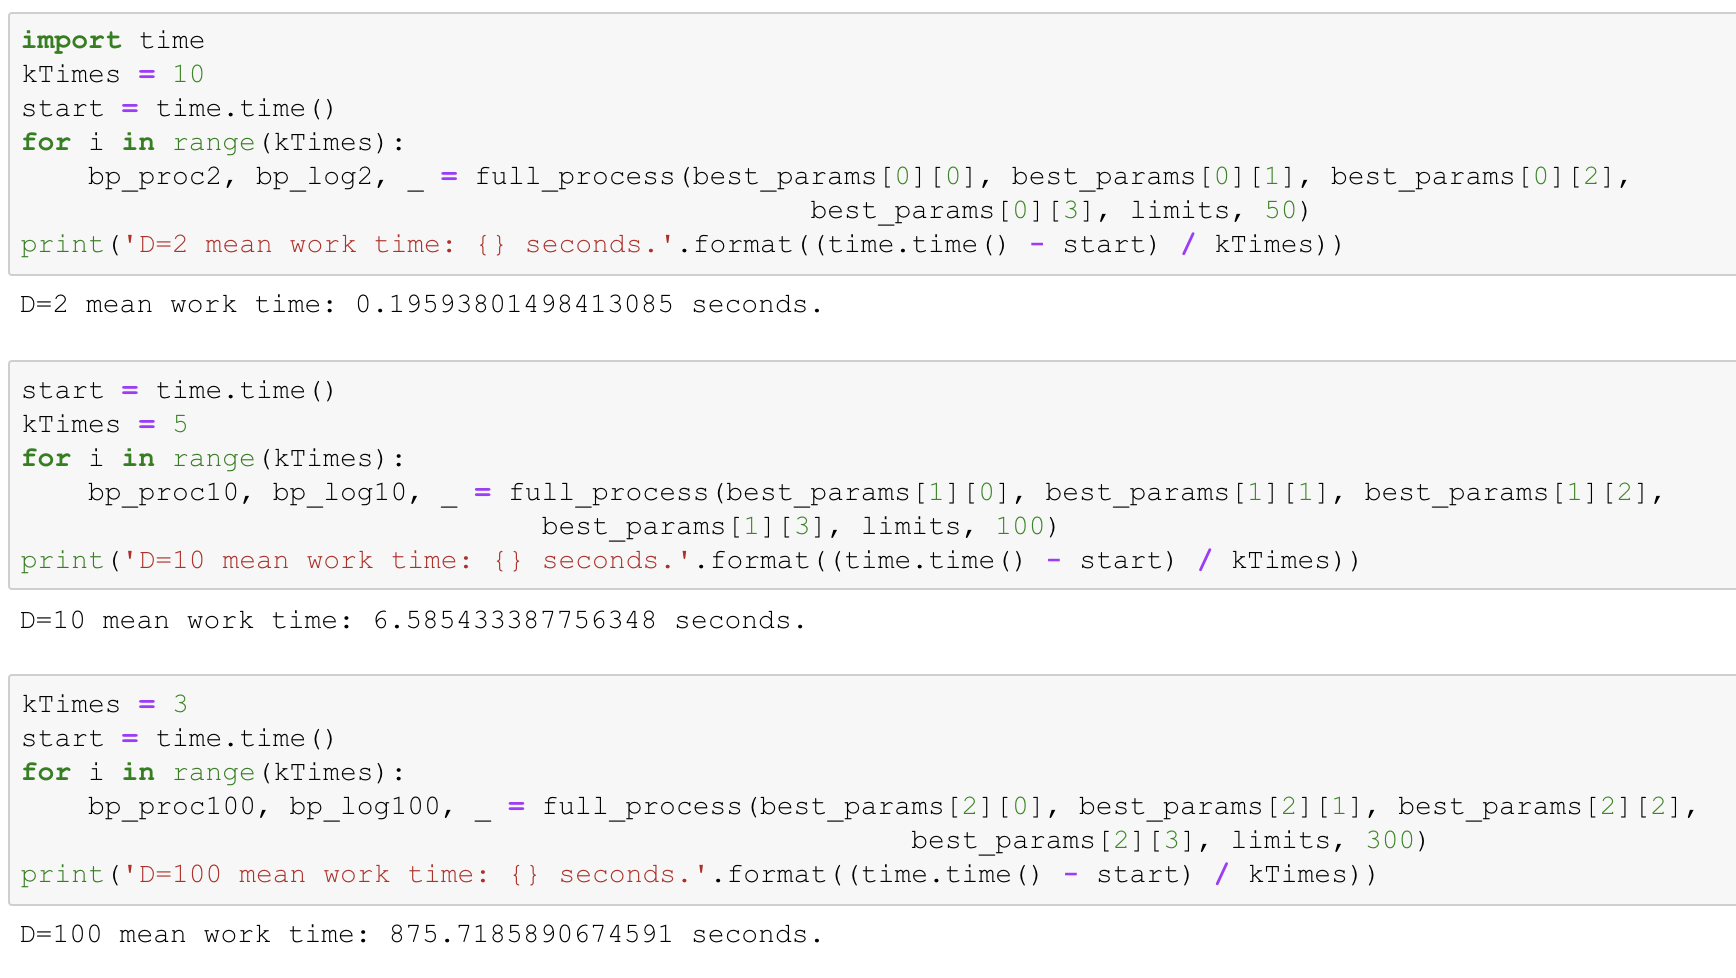 import time
kTimes = 10
start = time.time()
for i in range(kTimes):
    bp_proc2, bp_log2, _ = full_process(best_params[0][0], best_params[0][1], best_params[0][2],
                                               best_params[0][3], limits, 50)
print('D=2 mean work time: {} seconds.'.format((time.time() - start) / kTimes))
D=2 mean work time: 0.19593801498413085 seconds.
start = time.time()
kTimes = 5
for i in range(kTimes):
    bp_proc10, bp_log10, _ = full_process(best_params[1][0], best_params[1][1], best_params[1][2],
                               best_params[1][3], limits, 100)
print('D=10 mean work time: {} seconds.'.format((time.time() - start) / kTimes))
D=10 mean work time: 6.585433387756348 seconds.
kTimes = 3
start = time.time()
for i in range(kTimes):
    bp_proc100, bp_log100, _ = full_process(best_params[2][0], best_params[2][1], best_params[2][2],
                                                     best_params[2][3], limits, 300)
print('D=100 mean work time: {} seconds.'.format((time.time() - start) / kTimes))
D=100 mean work time: 875.7185890674591 seconds.